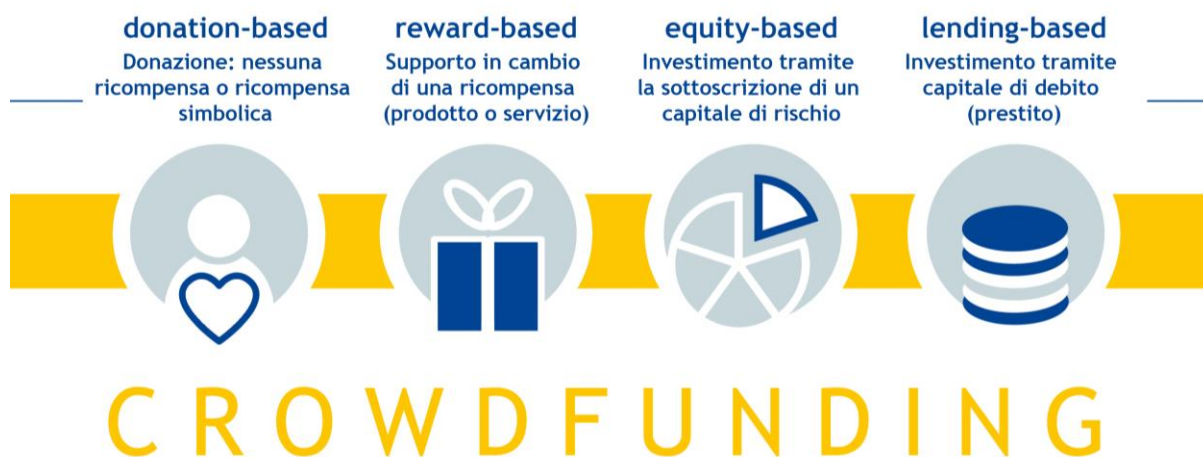 donation-based
Donazione: nessuna
ricompensa o ricompensa
simbolica
reward-based
Supporto in cambio
di una ricompensa
(prodotto o servizio)
equity-based
Investimento tramite
la sottoscrizione di un
capitale di rischio
lending-based
Investimento tramite
capitale di debito
(prestito)
CROWDFUNDING